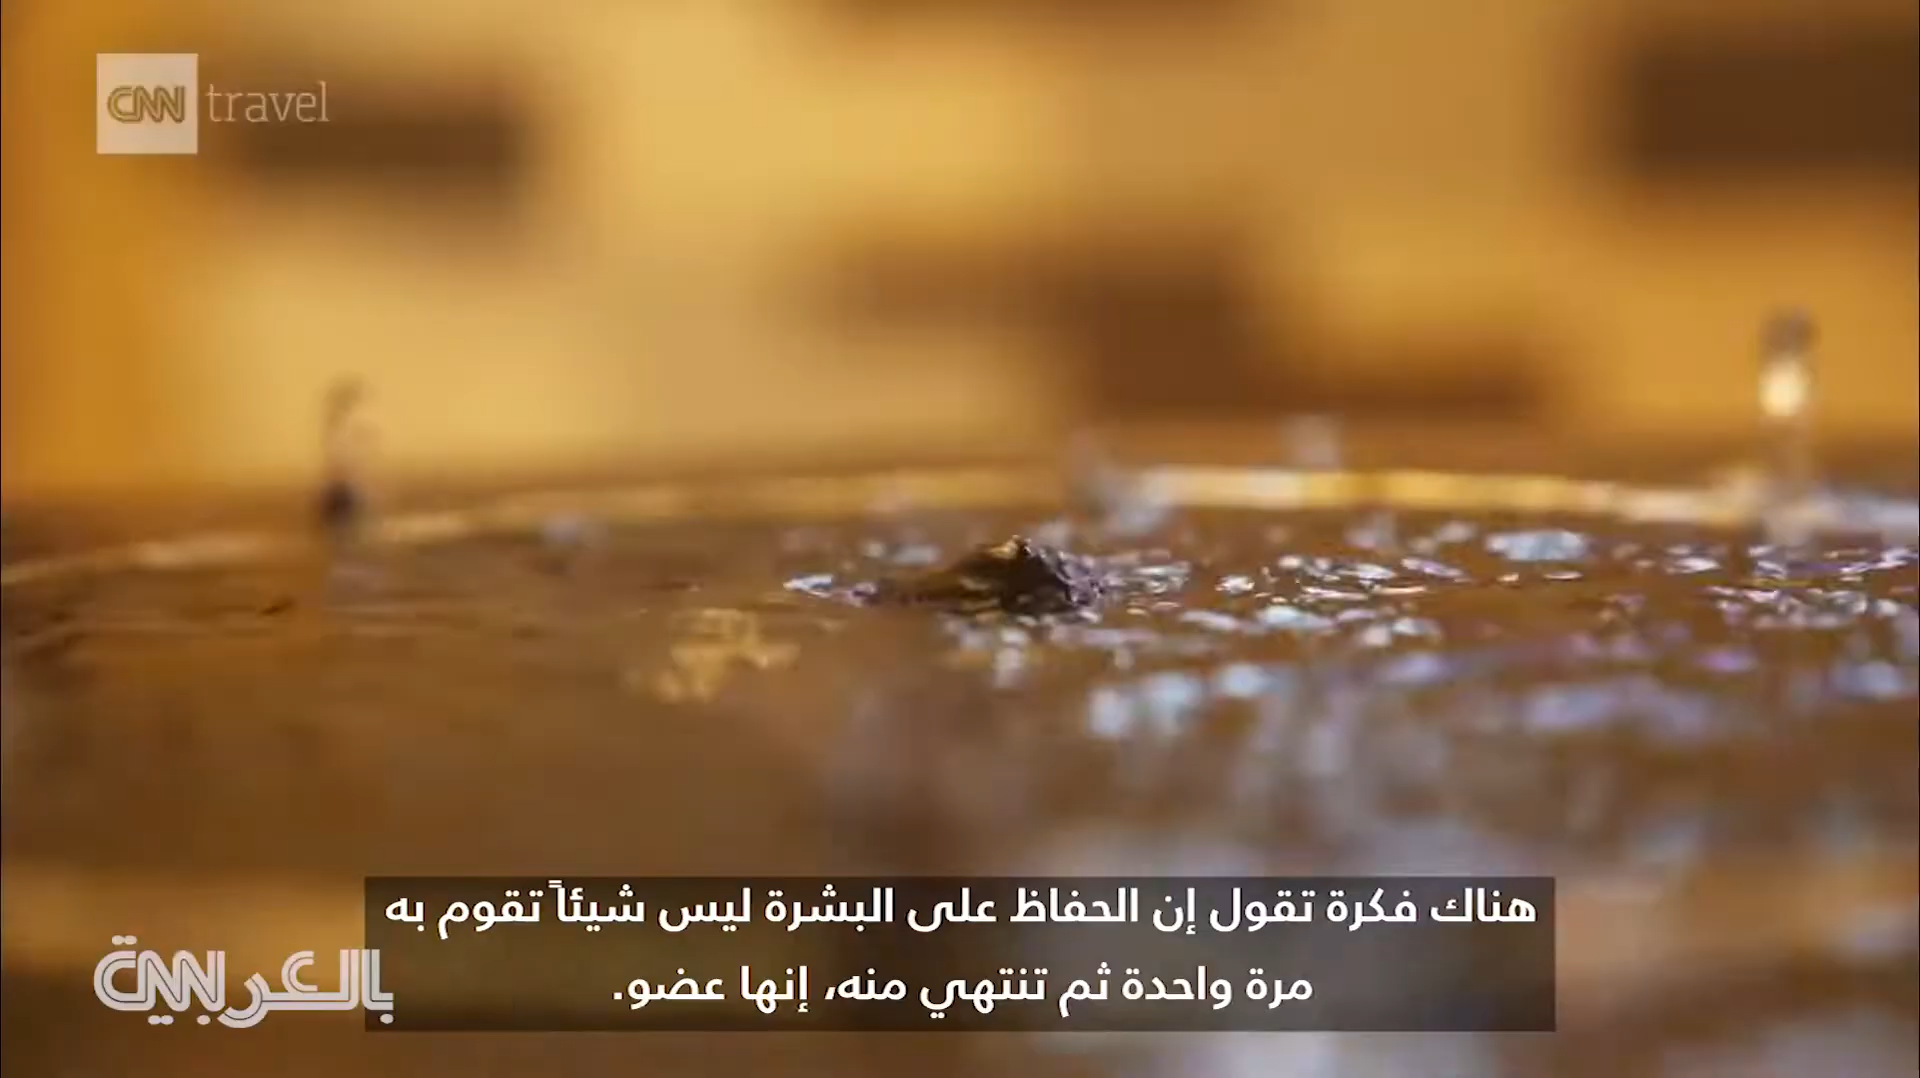 CNN travel
هناك فكرة تقول إن الحفاظ على البشرة ليس شيئاً تقوم به
مرة واحدة ثم تنتهي منه، إنها عضو.
CNN بالعربية